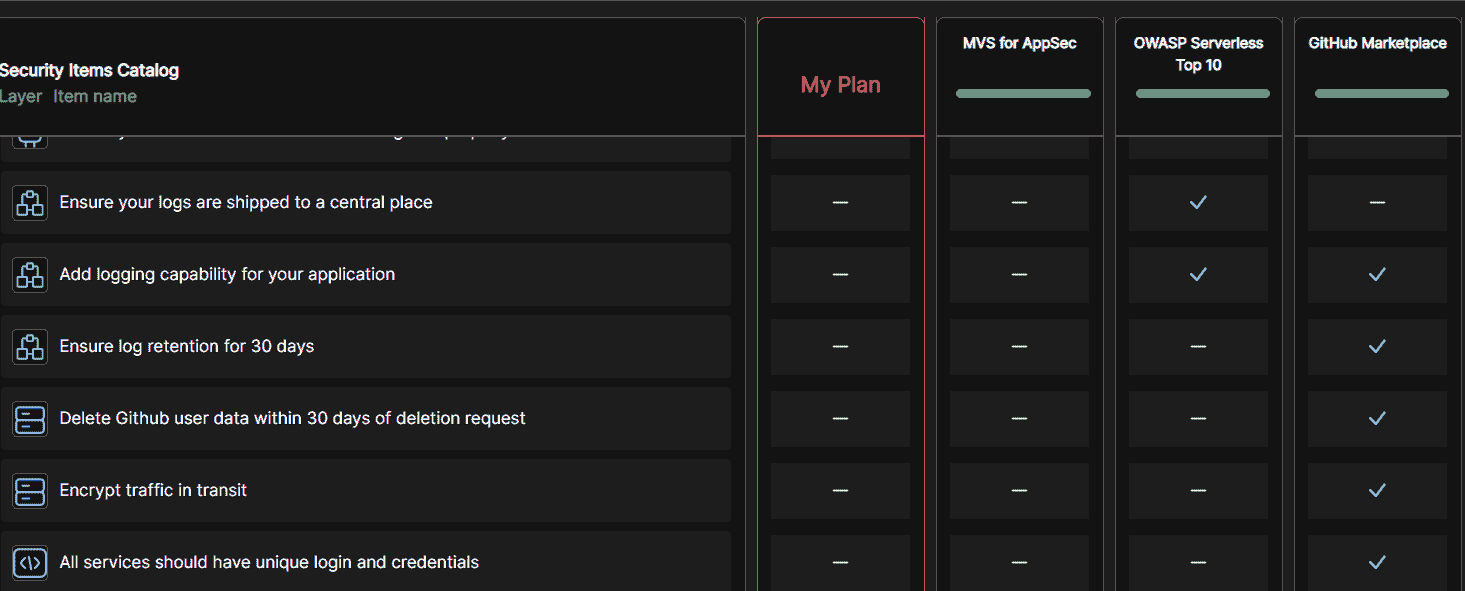 Security Items Catalog
Layer Item name
My Plan
MVS for AppSec
OWASP Serverless
Top 10
GitHub Marketplace
Ensure your logs are shipped to a central place
Add logging capability for your application
Ensure log retention for 30 days
Delete Github user data within 30 days of deletion request
Encrypt traffic in transit
All services should have unique login and credentials